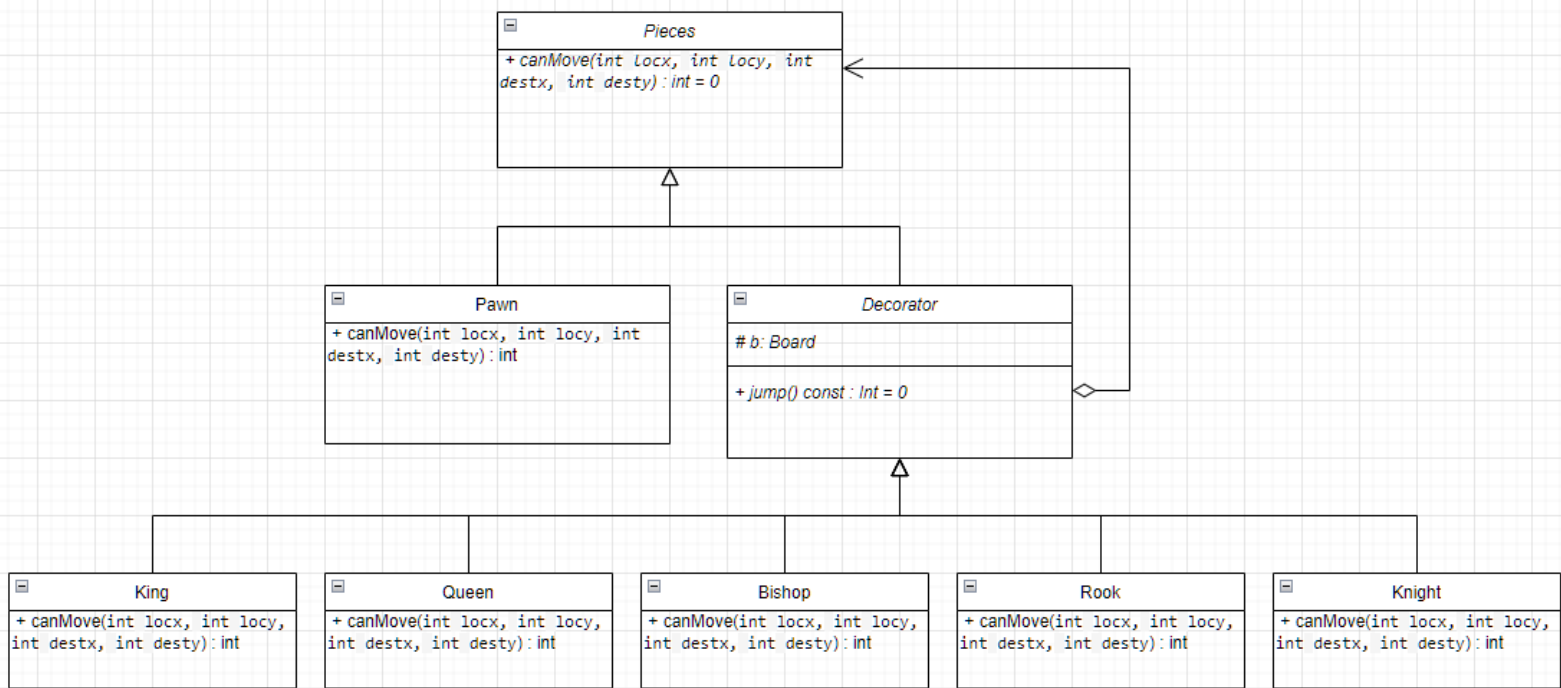 Pieces
+ canMove(int locx, int locy, int
destx, int desty) : int = 0
Pawn
+ canMove(int locx, int locy, int
destx, int desty) : int
Decorator
# b: Board
+ jump() const : Int = 0
King
+ canMove(int locx, int locy,
int destx, int desty) : int
Queen
+ canMove(int locx, int locy,
int destx, int desty) : int
Bishop
+ canMove(int locx, int locy,
int destx, int desty) : int
Rook
+ canMove(int locx, int locy,
int destx, int desty) : int
Knight
+ canMove(int locx, int locy,
int destx, int desty) : int